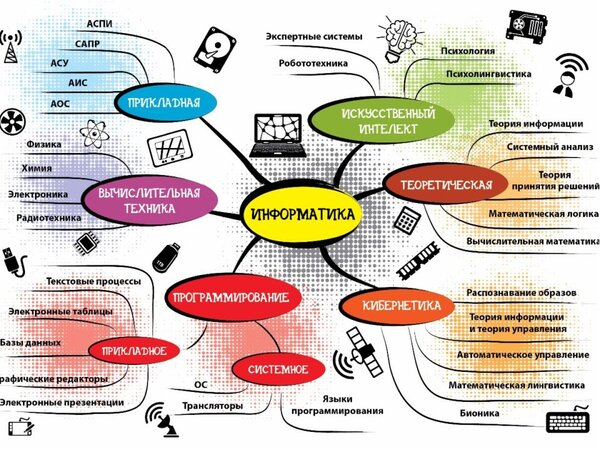 АСПИ
САПР
АСУ
АИС
АОС
ПРИКЛАДНАЯ
Экспертные системы
Робототехника
Психология
Психолингвистика
ИСКУССТВЕННЫЙ
ИНТЕЛЕКТ
Физика
Химия
Электроника
Радиотехника
ВЫЧИСЛИТЕЛЬНАЯ
ТЕХНИКА
ИНФОРМАТИКА
ТЕОРЕТИЧЕСКАЯ
Теория информации
Системный анализ
Теория
принятия решений
Математическая логика
Вычислительная математика
ПРОГРАММИРОВАНИЕ
Текстовые процессы
Электронные таблицы
Базы данных
рафические редакторы
Электронные презентации
ПРИКЛАДНОЕ
СИСТЕМНОЕ
ОС
Трансляторы
Языки
программирования
КИБЕРНЕТИКА
Распознавание образов
Теория информации
и теория управления
Автоматическое управление
Математическая лингвистика
Бионика